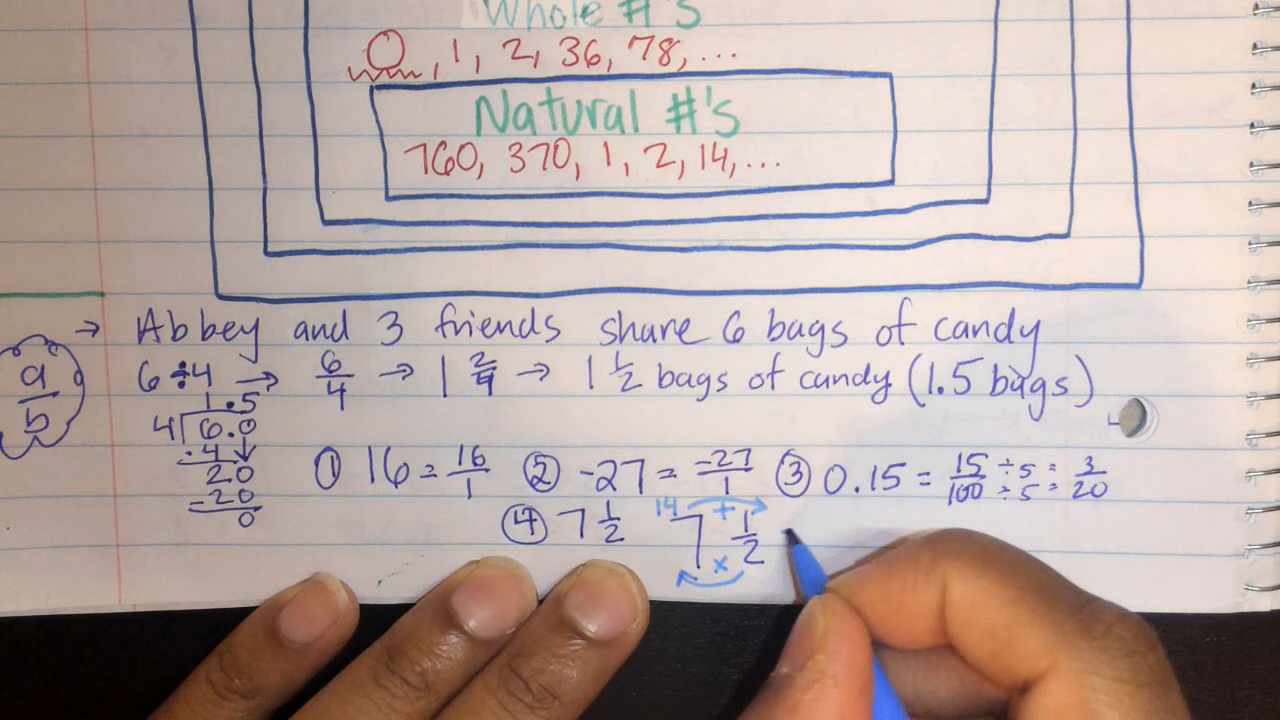 Whole #'s
0, 1, 2, 36, 78, ...
Natural #'s
760, 370, 1, 2, 14, ...
→ Abbey and 3 friends share 6 bags of candy
a/b
6 ÷ 4 → 6/4 → 1 2/4 → 1 1/2 bags of candy (1.5 bags)
1.5
4 6.0
- 4 ↓
20
- 20
0
① 16 = 16/1 ② -27 = -27/1 ③ 0.15 = 15/100 ÷5/÷5 = 3/20
④ 7 1/2 14 7 + 1/2 x